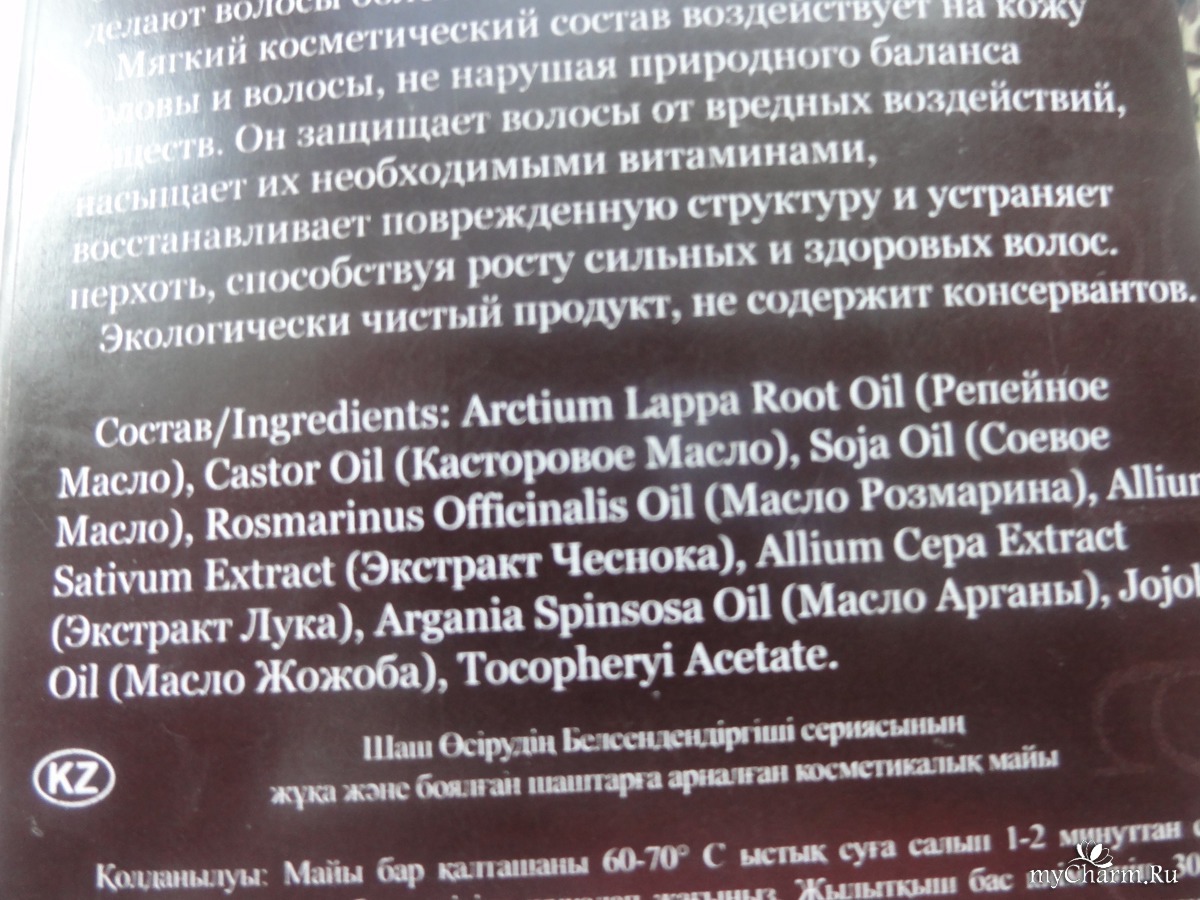 делают волосы
Мягкий косметический состав воздействует на кожу
и волосы, не нарушая природного баланса
Он защищает волосы от вредных воздействий,
насыщает их необходимыми витаминами,
восстанавливает поврежденную структуру и устраняет
перхоть, способствуя росту сильных и здоровых волос.
Экологически чистый продукт, не содержит консервантов.
Состав/Ingredients: Arctium Lappa Root Oil (Репейное
Масло), Castor Oil (Касторовое Масло), Soja Oil (Соевое
Масло), Rosmarinus Officinalis Oil (Масло Розмарина), Allium
Sativum Extract (Экстракт Чеснока), Allium Cepa Extract
(Экстракт Лука), Argania Spinsosa Oil (Масло Арганы), Jojob
Oil (Масло Жожоба), Tocopheryi Acetate.
KZ
Шаш Өсірудің Белсендендіргіші сериясының
жұқа және боялған шаштарға арналған косметикалық майы
Қолданылуы: Майы бар қалташаны 60-70° С ыстық суға салып 1-2 минуттан
жағыңыз. Жылытқыш бас 30
myCharm.Ru